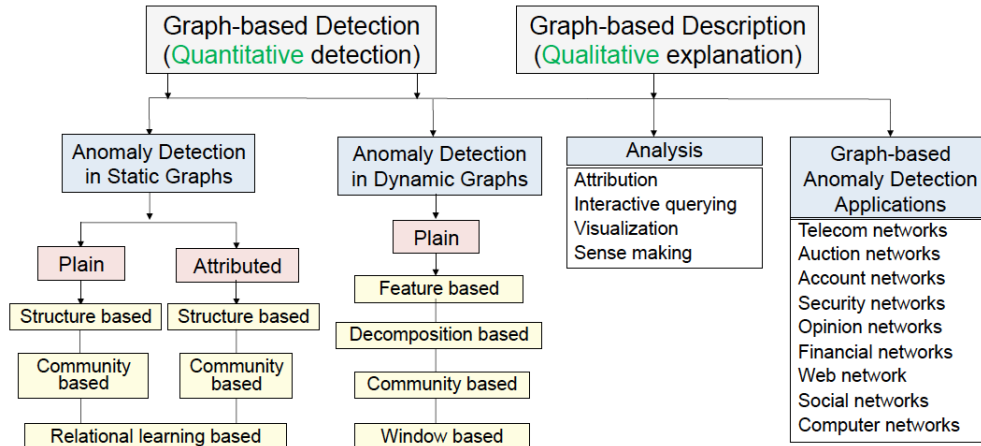 Graph-based Detection
(Quantitative detection)
Graph-based Description
(Qualitative explanation)
Anomaly Detection
in Static Graphs
Anomaly Detection
in Dynamic Graphs
Analysis
Attribution
Interactive querying
Visualization
Sense making
Graph-based
Anomaly Detection
Applications
Telecom networks
Auction networks
Account networks
Security networks
Opinion networks
Financial networks
Web network
Social networks
Computer networks
Plain
Attributed
Plain
Structure based
Structure based
Feature based
Decomposition based
Community
based
Community
based
Community based
Relational learning based
Window based